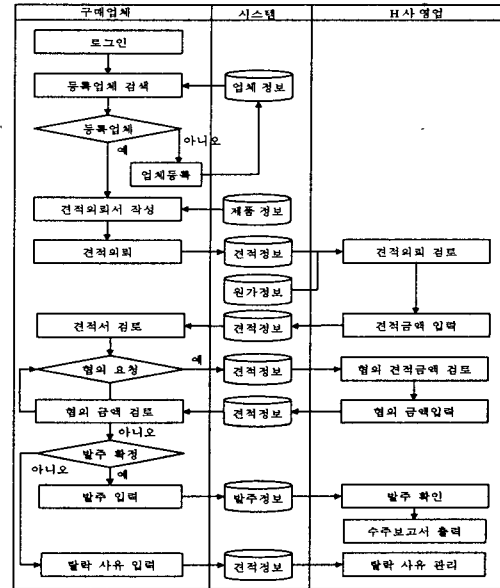 구매업체 시스템 H사영업
로그인
등록업체 검색 업체 정보
등록업체
아니오
예
업체등록
견적의뢰서 작성 제품 정보
견적의뢰 견적정보 견적의뢰 검토
원가정보
견적서 검토 견적정보 견적금액 입력
예
협의 요청 견적정보 협의 견적금액 검토
협의 금액 검토 견적정보 협의 금액입력
아니오
발주 확정
아니오 예
발주 입력 발주정보 발주 확인
수주보고서 출력
탈락 사유 입력 견적정보 탈락 사유 관리